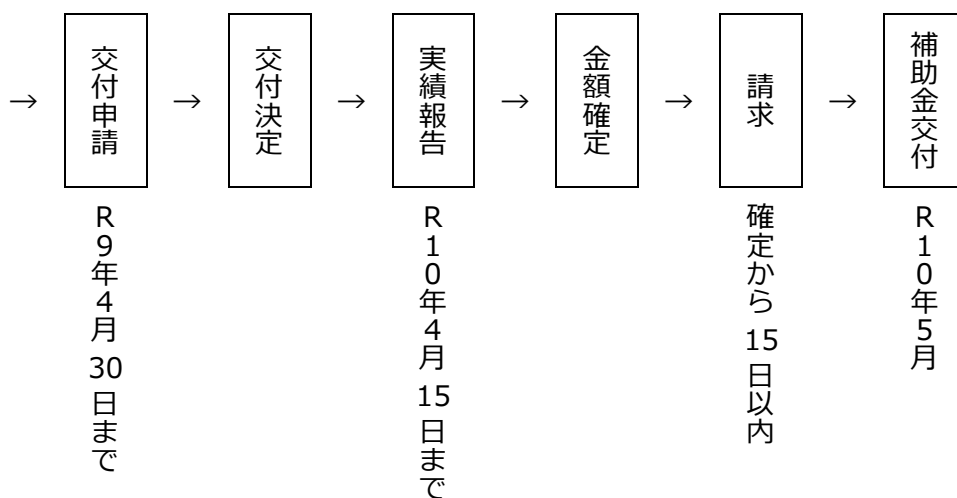 →
交付申請
→
交付決定
→
実績報告
→
金額確定
→
請求
→
補助金交付
R9年4月30日まで
R10年4月15日まで
確定から15日以内
R10年5月